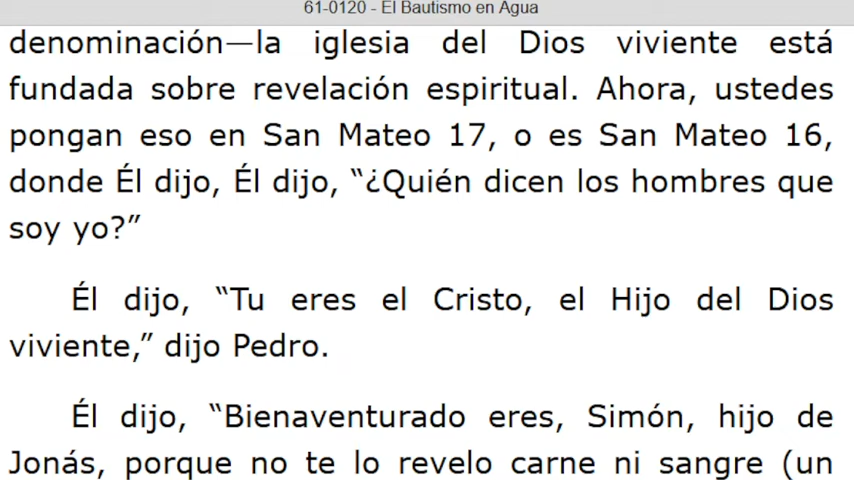 61-0120 - El Bautismo en Agua
denominación—la iglesia del Dios viviente está
fundada sobre revelación espiritual. Ahora, ustedes
pongan eso en San Mateo 17, o es San Mateo 16,
donde Él dijo, Él dijo, “¿Quién dicen los hombres que
soy yo?”
Él dijo, “Tu eres el Cristo, el Hijo del Dios
viviente,” dijo Pedro.
Él dijo, “Bienaventurado eres, Simón, hijo de
Jonás, porque no te lo revelo carne ni sangre (un